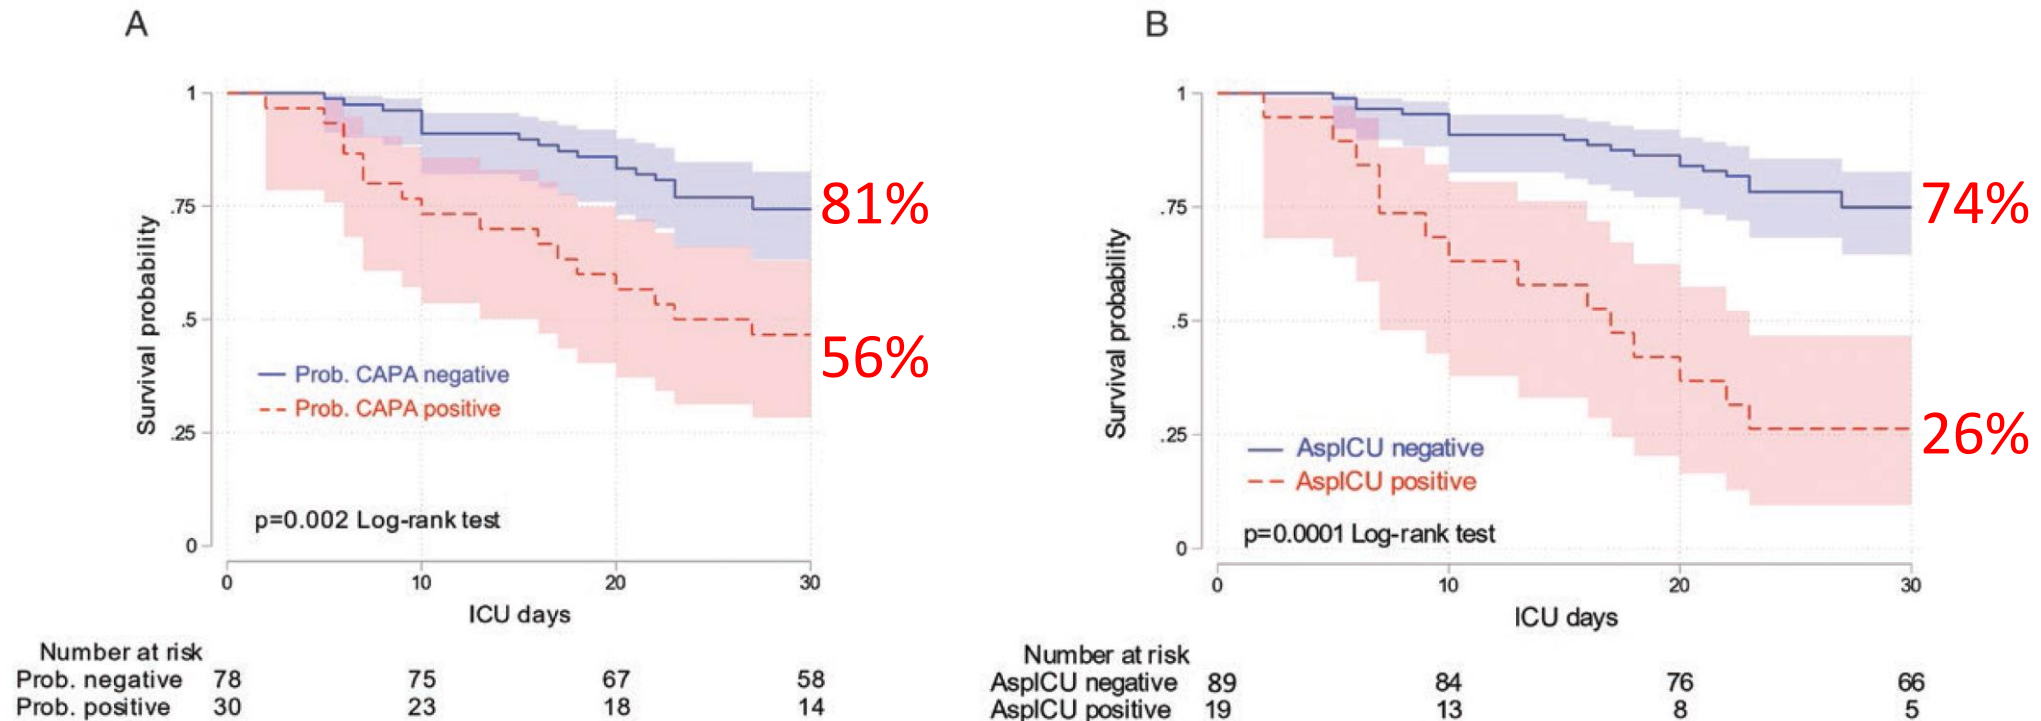 A
Survival probability
1
.75
.5
.25
0
81%
56%
Prob. CAPA negative
Prob. CAPA positive
p=0.002 Log-rank test
0 10 20 30
ICU days
Number at risk
Prob. negative 78 75 67 58
Prob. positive 30 23 18 14
B
Survival probability
1
.75
.5
.25
0
74%
26%
AspICU negative
AspICU positive
p=0.0001 Log-rank test
0 10 20 30
ICU days
Number at risk
AspICU negative 89 84 76 66
AspICU positive 19 13 8 5